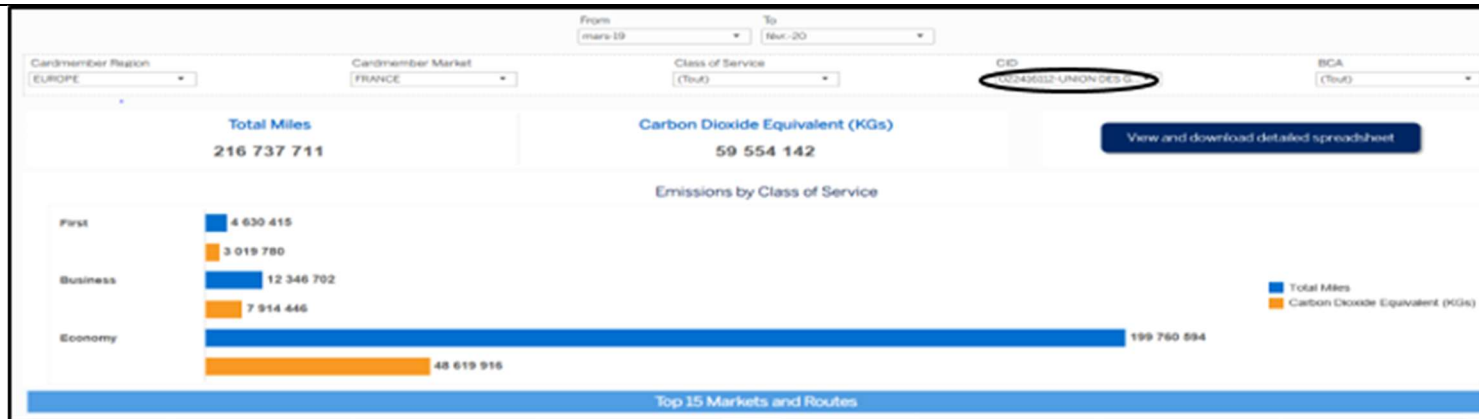 From To
mars-19 févr.-20
Cardmember Region Cardmember Market Class of Service CID BCA
EUROPE FRANCE (Tout) UNION DES G... (Tout)
Total Miles Carbon Dioxide Equivalent (KGs)
216 737 711 59 554 142
View and download detailed spreadsheet
Emissions by Class of Service
First 4 630 415
3 019 780
Business 12 346 702
7 914 446
Total Miles
Carbon Dioxide Equivalent (KGs)
Economy 199 760 594
48 619 916
Top 15 Markets and Routes